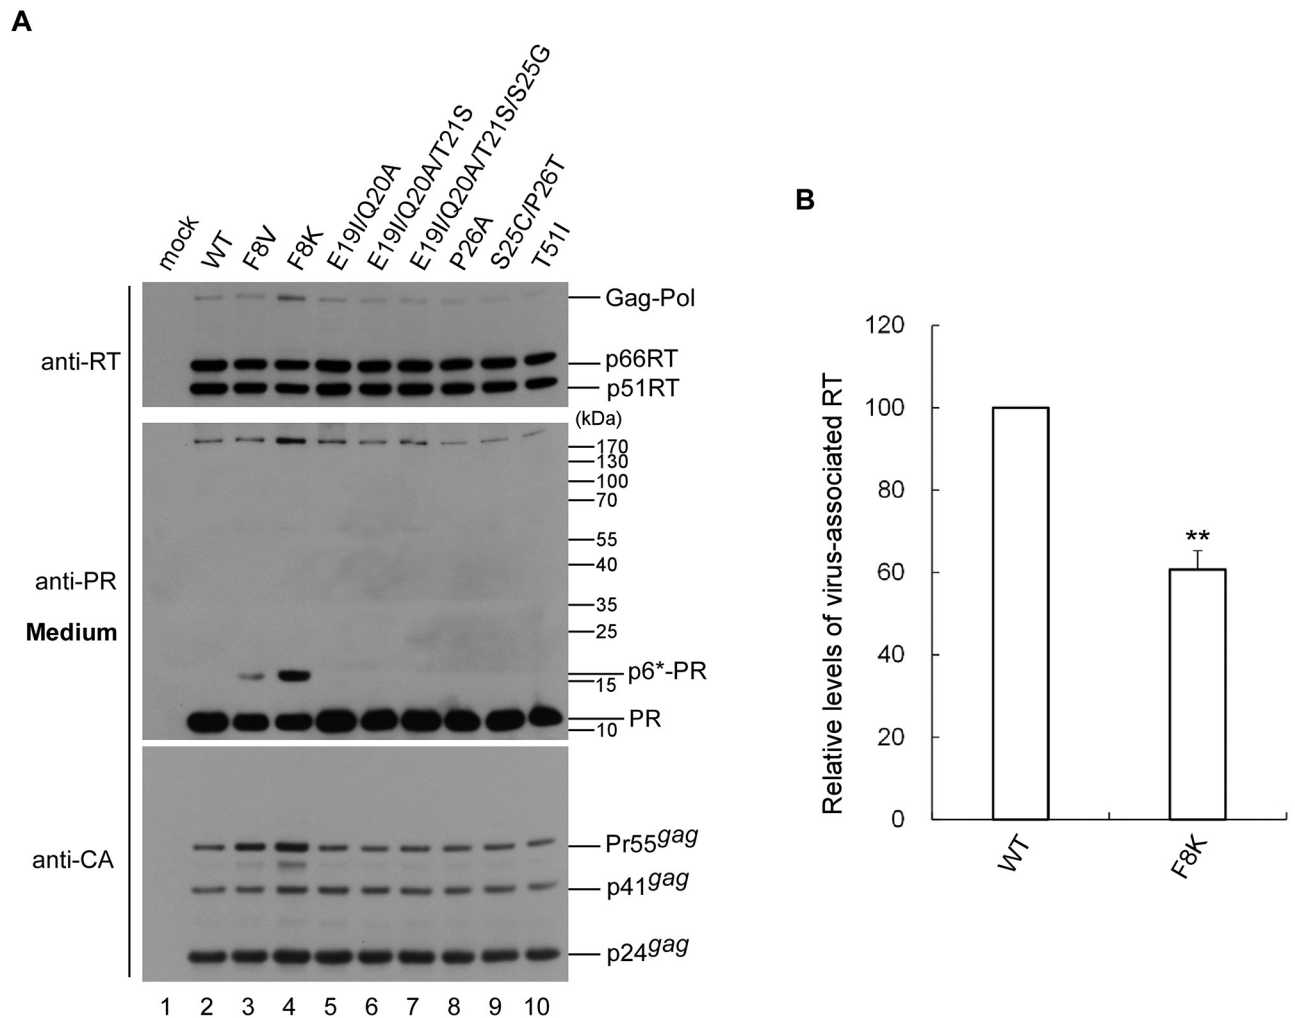 A
mock
WT
F8V
F8K
E19I/Q20A
E19I/Q20A/T21S
E19I/Q20A/T21S/S25G
P26A
S25C/P26T
T51I
anti-RT
Gag-Pol
p66RT
p51RT
(kDa)
170
130
100
70
55
40
35
25
p6*-PR
15
PR
10
anti-PR
Medium
anti-CA
Pr55gag
p41gag
p24gag
1 2 3 4 5 6 7 8 9 10
B
Relative levels of virus-associated RT
120
100
80
60
40
20
0
**
WT
F8K